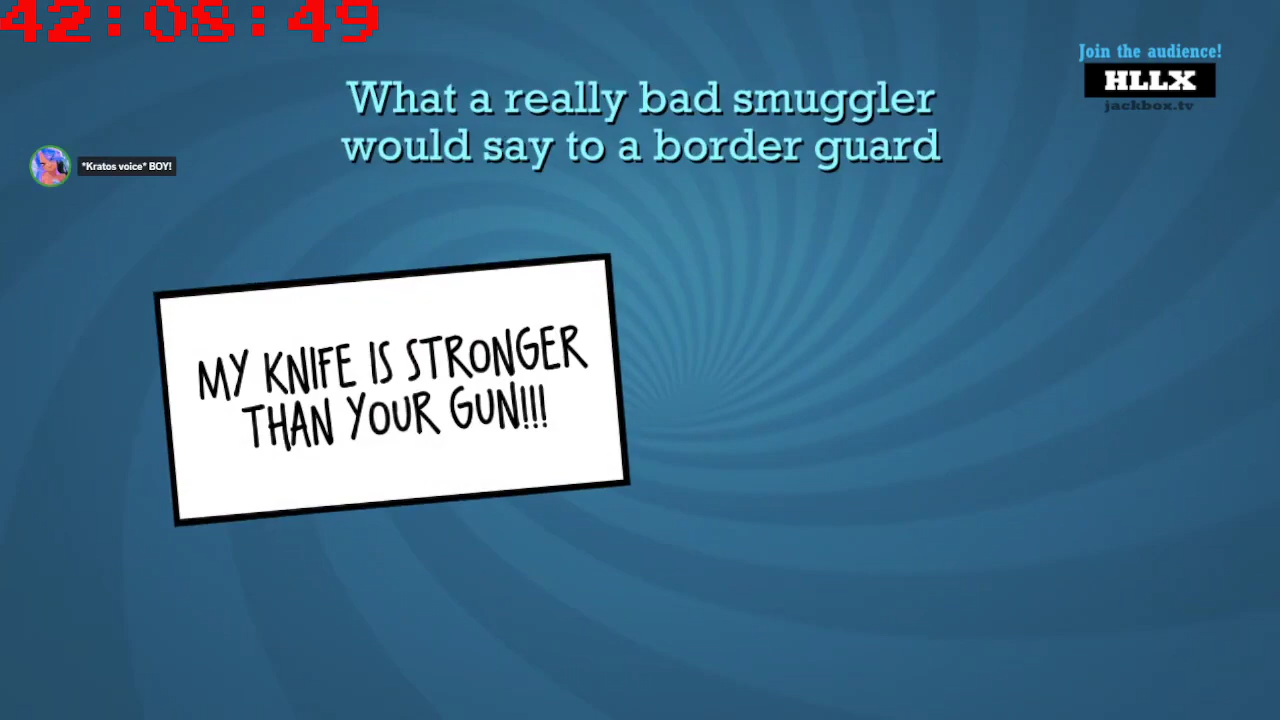 42:08:49
Join the audience!
HLLX
jackbox.tv
What a really bad smuggler
would say to a border guard
*Kratos voice* BOY!
MY KNIFE IS STRONGER
THAN YOUR GUN!!!